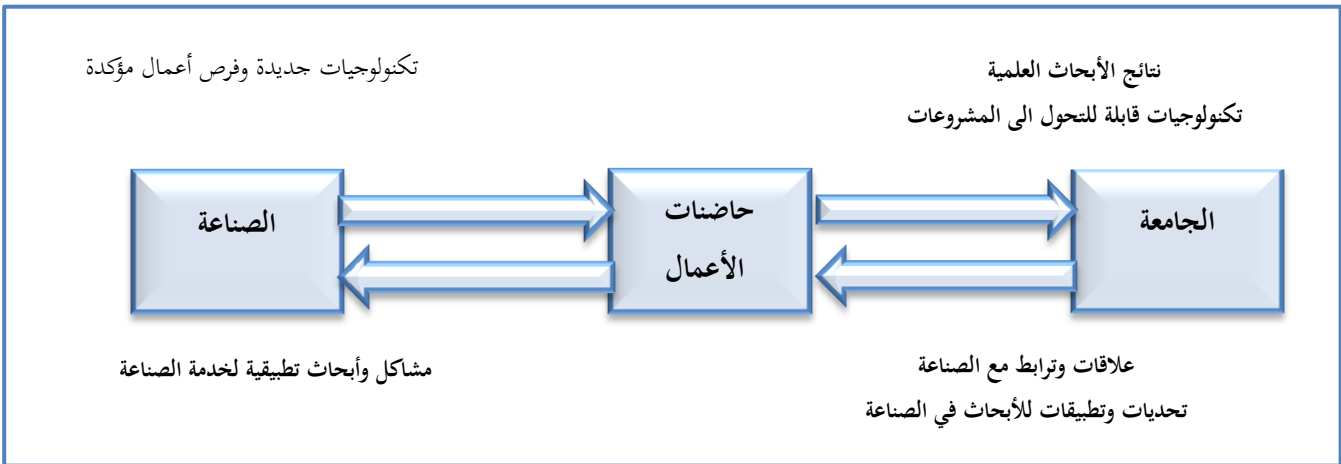 نتائج الأبحاث العلمية
تكنولوجيات قابلة للتحول الى المشروعات
تكنولوجيات جديدة وفرص أعمال مؤكدة
الجامعة
حاضنات
الأعمال
الصناعة
علاقات وترابط مع الصناعة
تحديات وتطبيقات للأبحاث في الصناعة
مشاكل وأبحاث تطبيقية لخدمة الصناعة